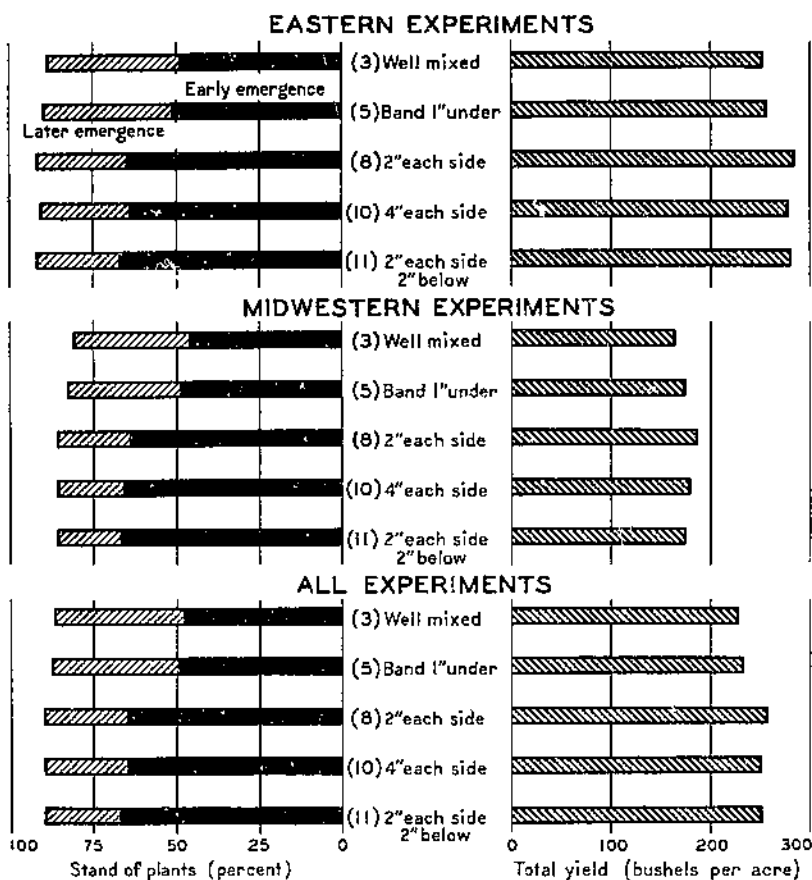 EASTERN EXPERIMENTS
(3) Well mixed
Early emergence
(5) Band 1" under
Later emergence
(8) 2" each side
(10) 4" each side
(11) 2" each side
2" below
MIDWESTERN EXPERIMENTS
(3) Well mixed
(5) Band 1" under
(8) 2" each side
(10) 4" each side
(11) 2" each side
2" below
ALL EXPERIMENTS
(3) Well mixed
(5) Band 1" under
(8) 2" each side
(10) 4" each side
(11) 2" each side
2" below
100 75 50 25 0 0 100 200 300
Stand of plants (percent) Total yield (bushels per acre)